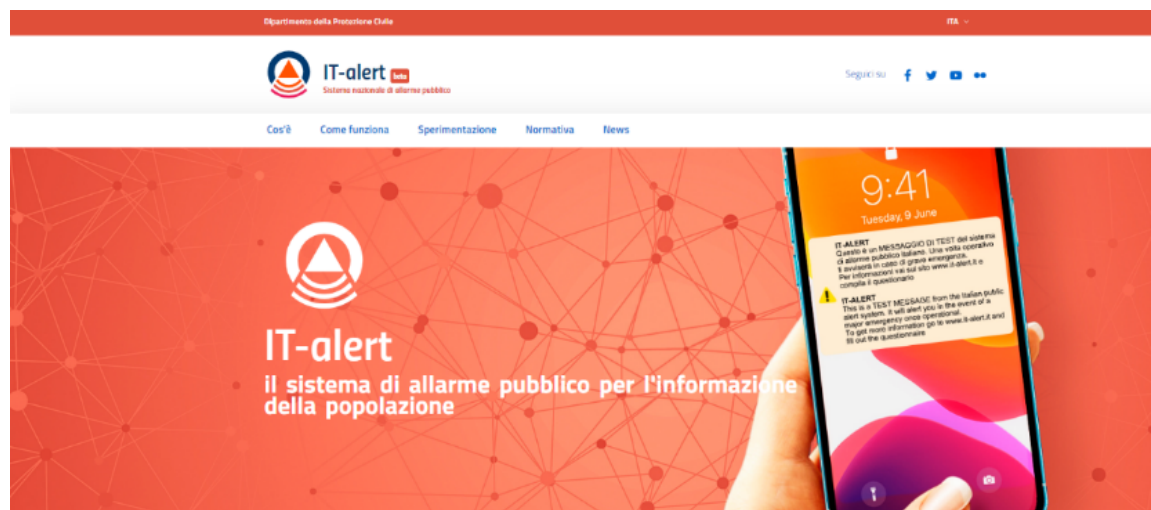 Dipartimento della Protezione Civile
ITA
IT-alert beta
Sistema nazionale di allarme pubblico
Seguici su
Cos'è Come funziona Sperimentazione Normativa News
9:41
Tuesday, 9 June
IT-ALERT
Questo è un MESSAGGIO DI TEST del sistema
di allarme pubblico italiano. Una volta operativo
ti avviserà in caso di grave emergenza.
Per informazioni vai sul sito www.it-alert.it e
compila il questionario
IT-ALERT
This is a TEST MESSAGE from the Italian public
alert system. It will alert you in the event of a
major emergency once operational.
To get more information go to www.it-alert.it and
fill out the questionnaire
IT-alert
il sistema di allarme pubblico per l'informazione
della popolazione